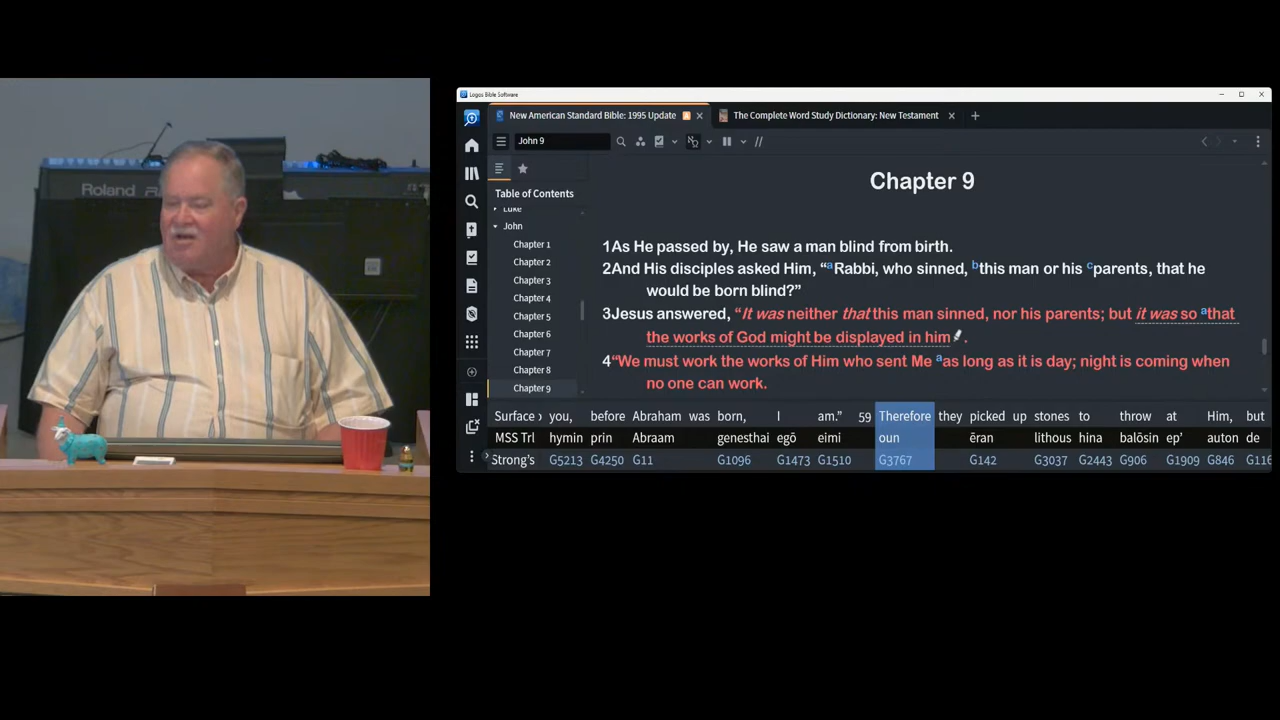 Roland
Logos Bible Software
New American Standard Bible: 1995 Update
The Complete Word Study Dictionary: New Testament
John 9
Table of Contents
Luke
John
Chapter 1
Chapter 2
Chapter 3
Chapter 4
Chapter 5
Chapter 6
Chapter 7
Chapter 8
Chapter 9
Chapter 9
1As He passed by, He saw a man blind from birth.
2And His disciples asked Him, “aRabbi, who sinned, bthis man or his cparents, that he
would be born blind?”
3Jesus answered, “It was neither that this man sinned, nor his parents; but it was so athat
the works of God might be displayed in him.
4“We must work the works of Him who sent Me aas long as it is day; night is coming when
no one can work.
Surface you, before Abraham was born, I am.” 59 Therefore they picked up stones to throw at Him, but
MSS Trl hymin prin Abraam genesthai egō eimi oun ēran lithous hina balōsin ep’ auton de
Strong’s G5213 G4250 G11 G1096 G1473 G1510 G3767 G142 G3037 G2443 G906 G1909 G846 G116